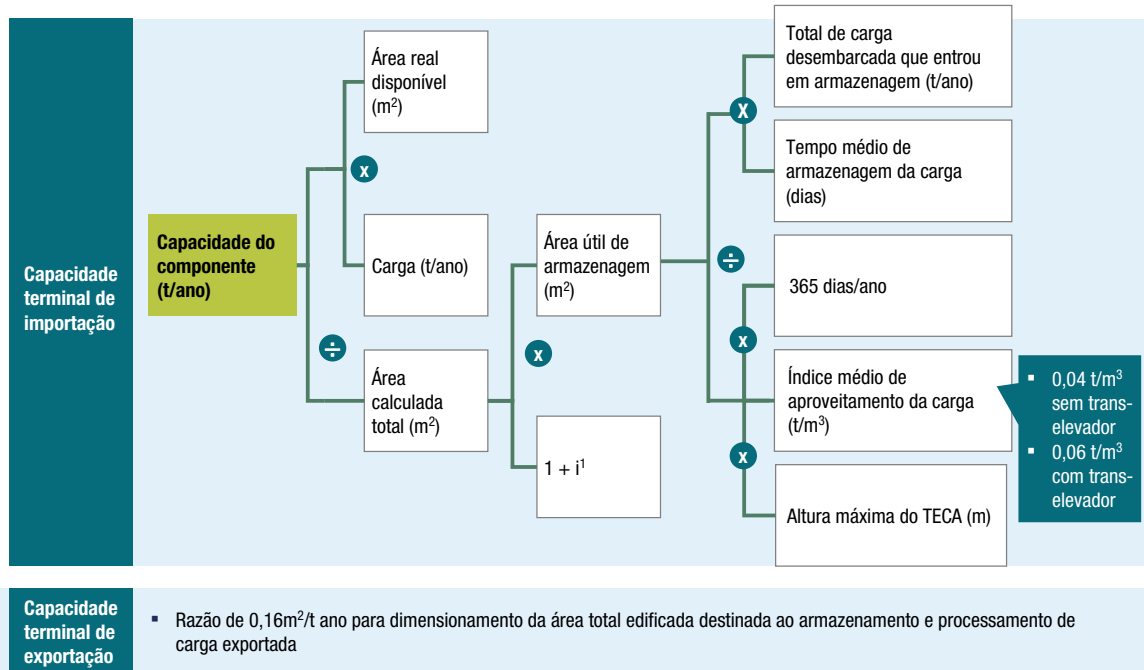 Capacidade
terminal de
importação
Capacidade do
componente
(t/ano)
Área real
disponível
(m²)
x
Carga (t/ano)
÷
Área
calculada
total (m²)
Área útil de
armazenagem
(m²)
x
1 + i¹
Total de carga
desembarcada que entrou
em armazenagem (t/ano)
X
Tempo médio de
armazenagem da carga
(dias)
÷
365 dias/ano
x
Índice médio de
aproveitamento da carga
(t/m³)
x
Altura máxima do TECA (m)
▪ 0,04 t/m³
sem trans-
elevador
▪ 0,06 t/m³
com trans-
elevador
Capacidade
terminal de
exportação
▪ Razão de 0,16m²/t ano para dimensionamento da área total edificada destinada ao armazenamento e processamento de
carga exportada